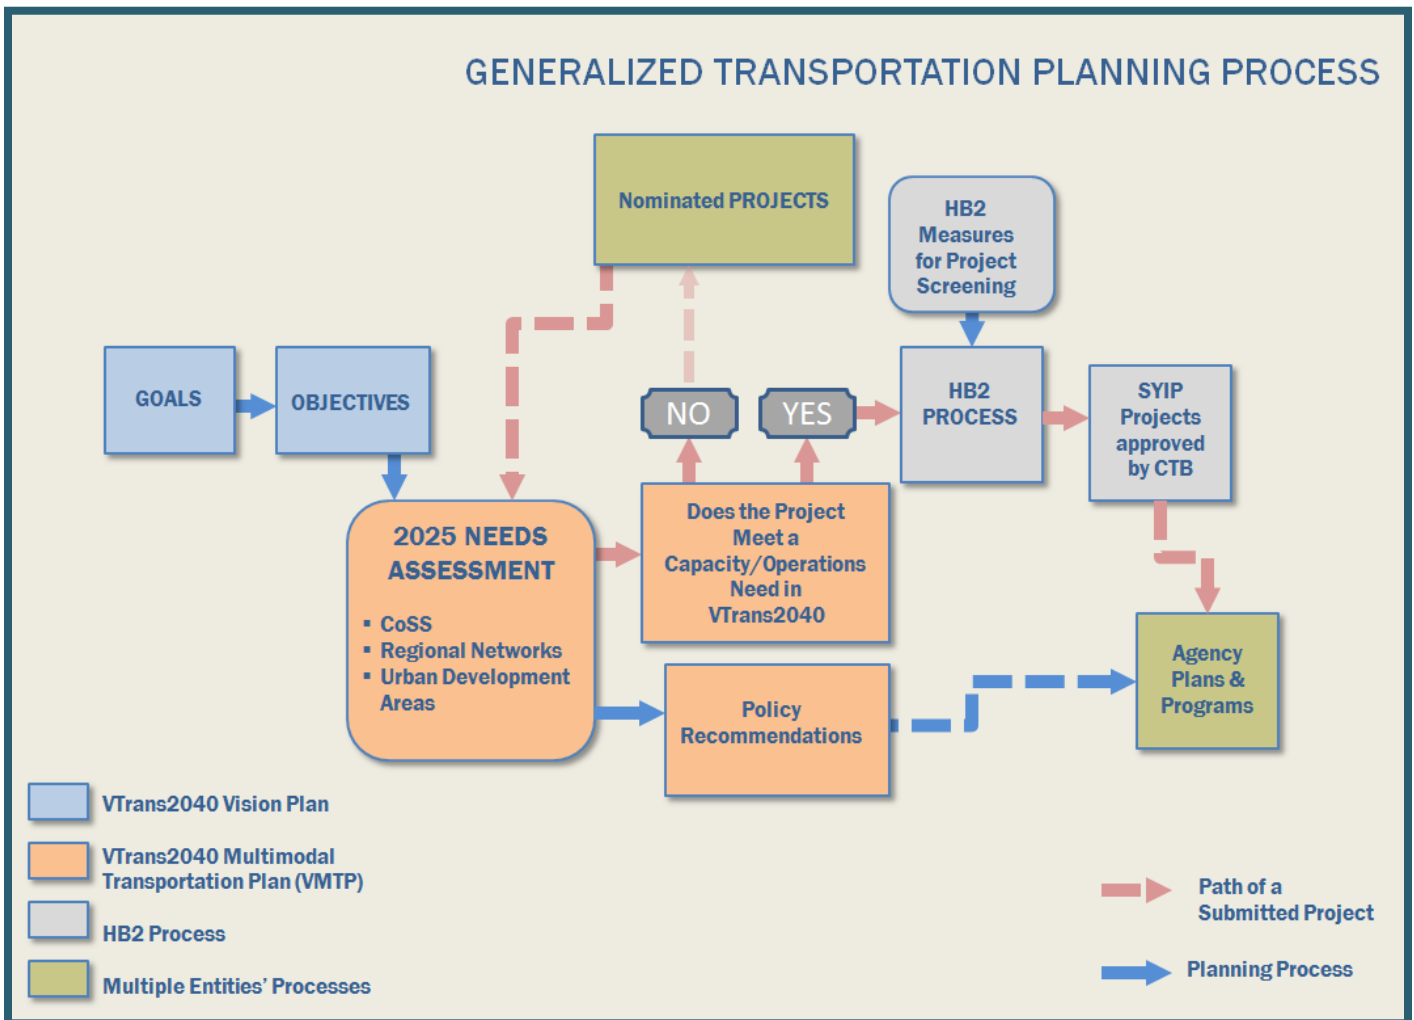 GENERALIZED TRANSPORTATION PLANNING PROCESS
Nominated PROJECTS
HB2
Measures
for Project
Screening
GOALS
OBJECTIVES
NO
YES
HB2
PROCESS
SYIP
Projects
approved
by CTB
2025 NEEDS
ASSESSMENT
▪ CoSS
▪ Regional Networks
▪ Urban Development
Areas
Does the Project
Meet a
Capacity/Operations
Need in
VTrans2040
Policy
Recommendations
Agency
Plans &
Programs
VTrans2040 Vision Plan
VTrans2040 Multimodal
Transportation Plan (VMTP)
HB2 Process
Multiple Entities’ Processes
Path of a
Submitted Project
Planning Process